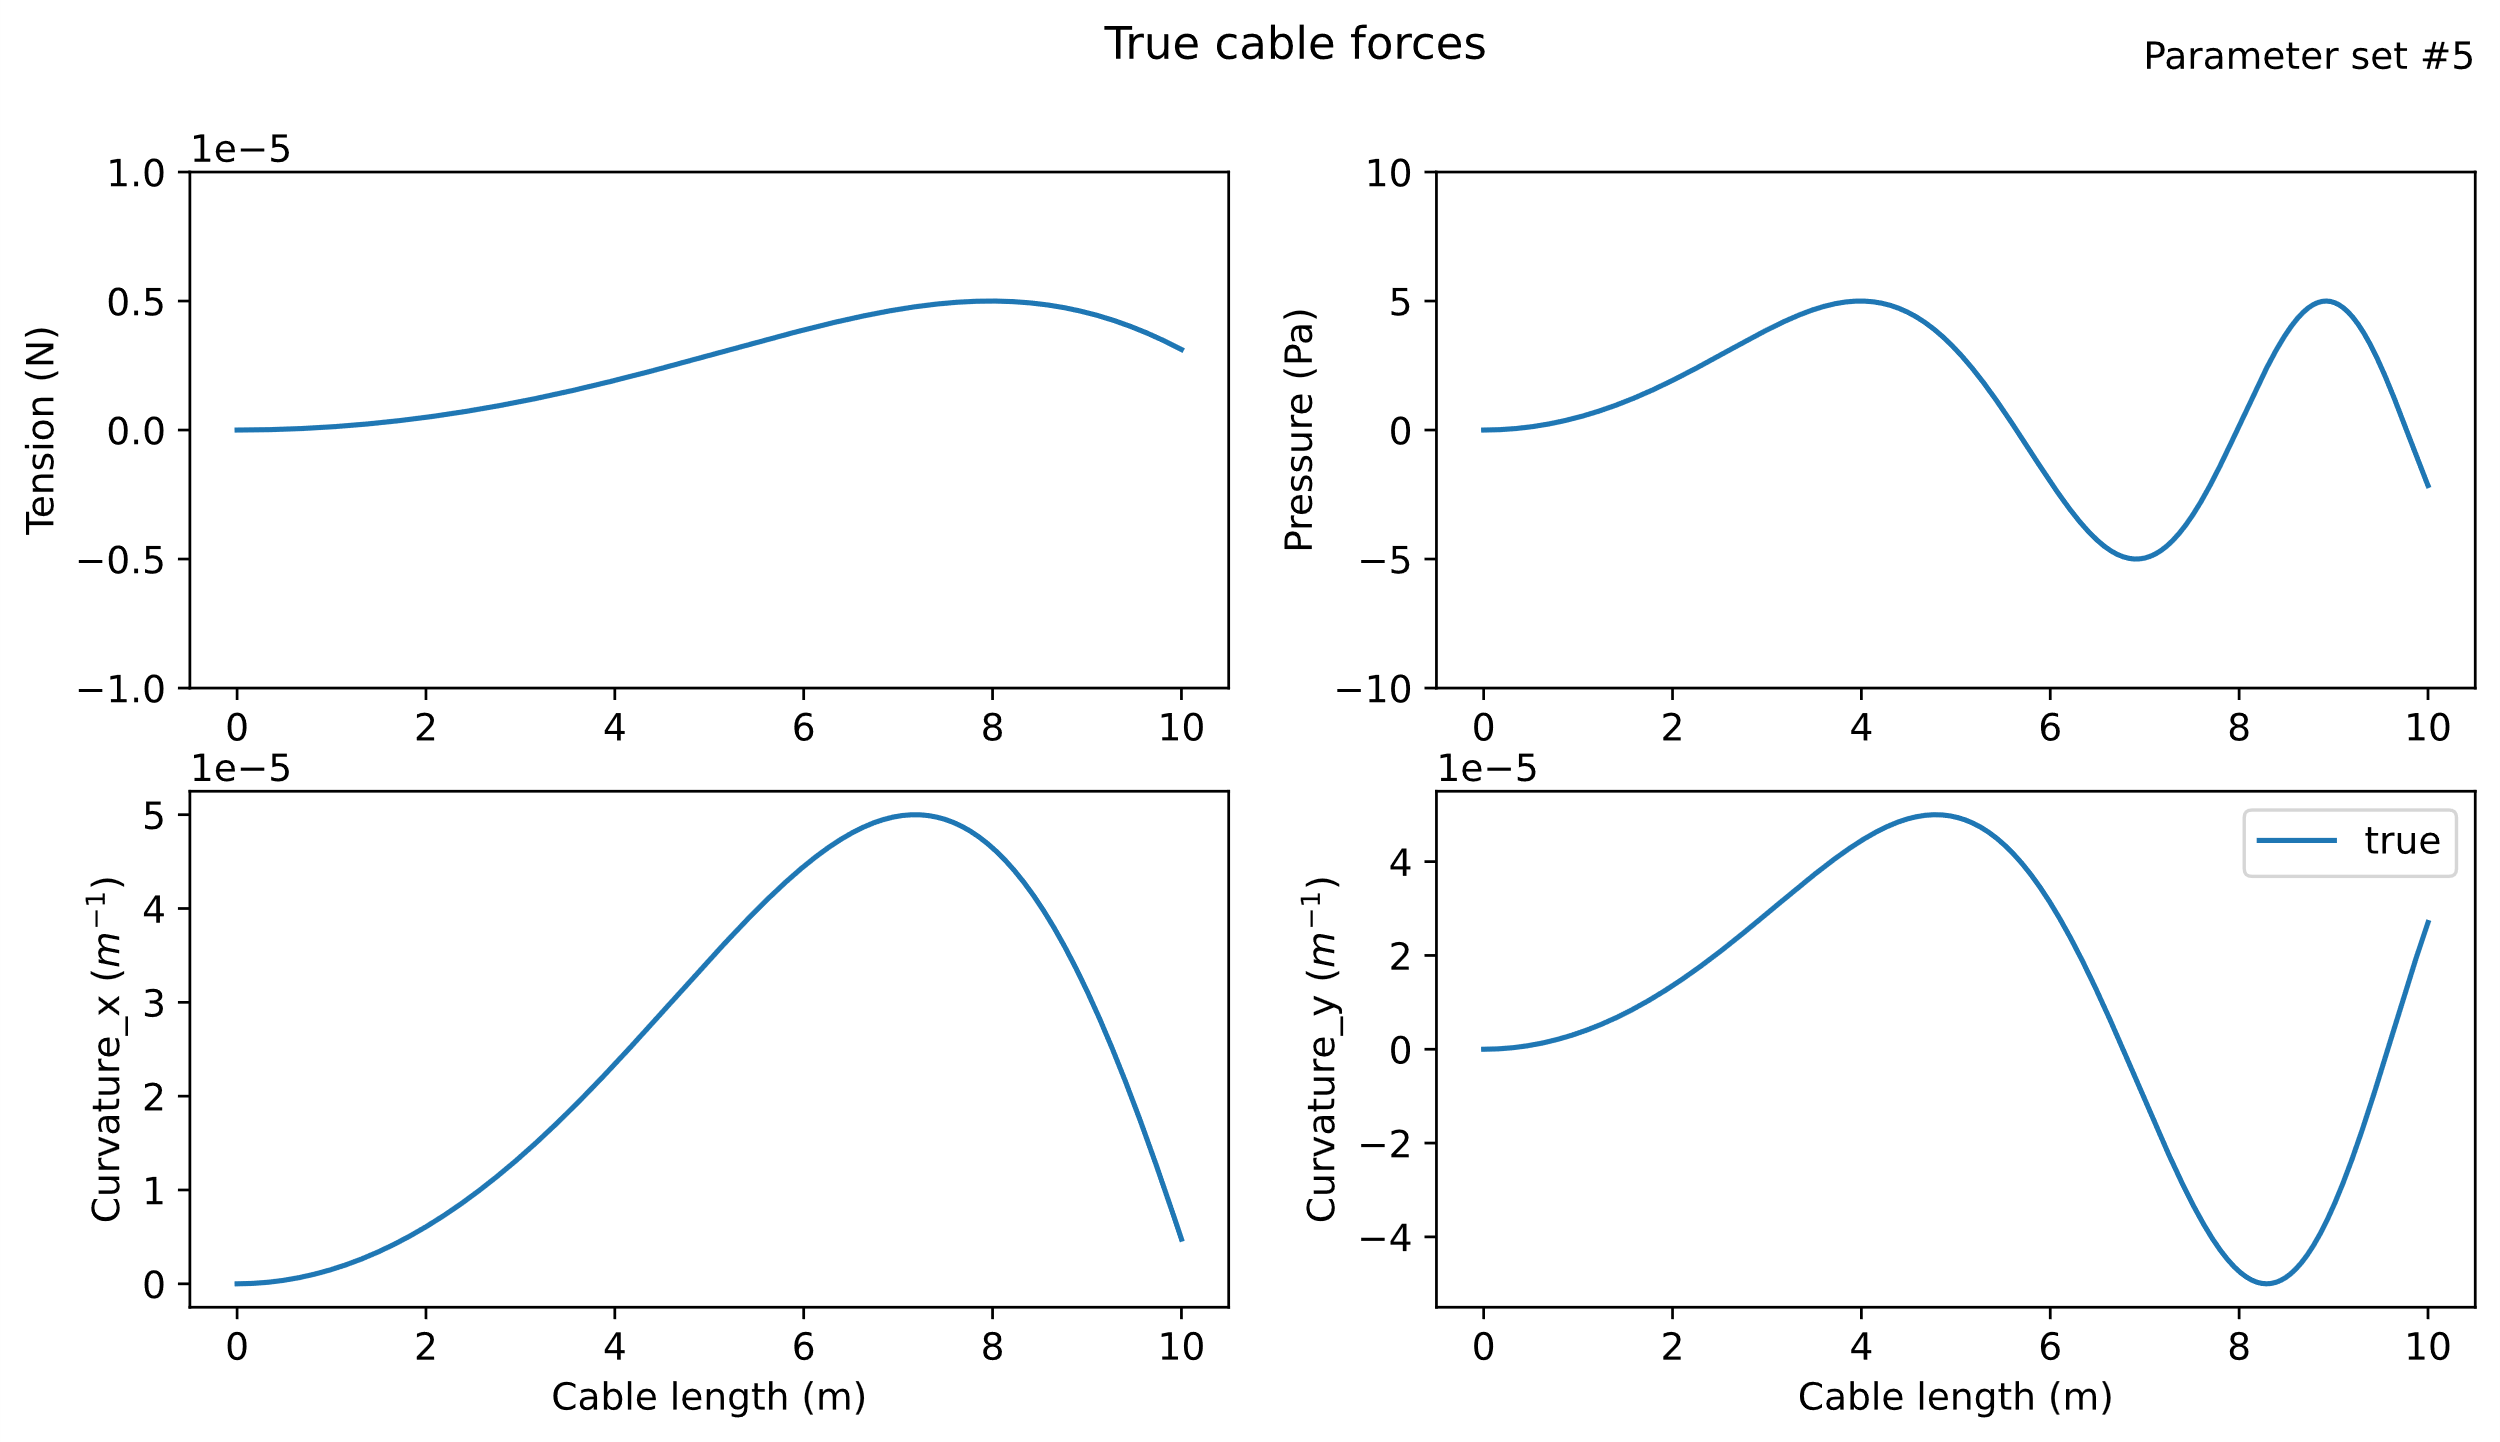 True cable forces
Parameter set #5
1e−5
1.0
0.5
0.0
−0.5
−1.0
Tension (N)
0 2 4 6 8 10
10
5
0
−5
−10
Pressure (Pa)
0 2 4 6 8 10
1e−5
5
4
3
2
1
0
Curvature_x (m⁻¹)
0 2 4 6 8 10
Cable length (m)
1e−5
4
2
0
−2
−4
Curvature_y (m⁻¹)
true
0 2 4 6 8 10
Cable length (m)